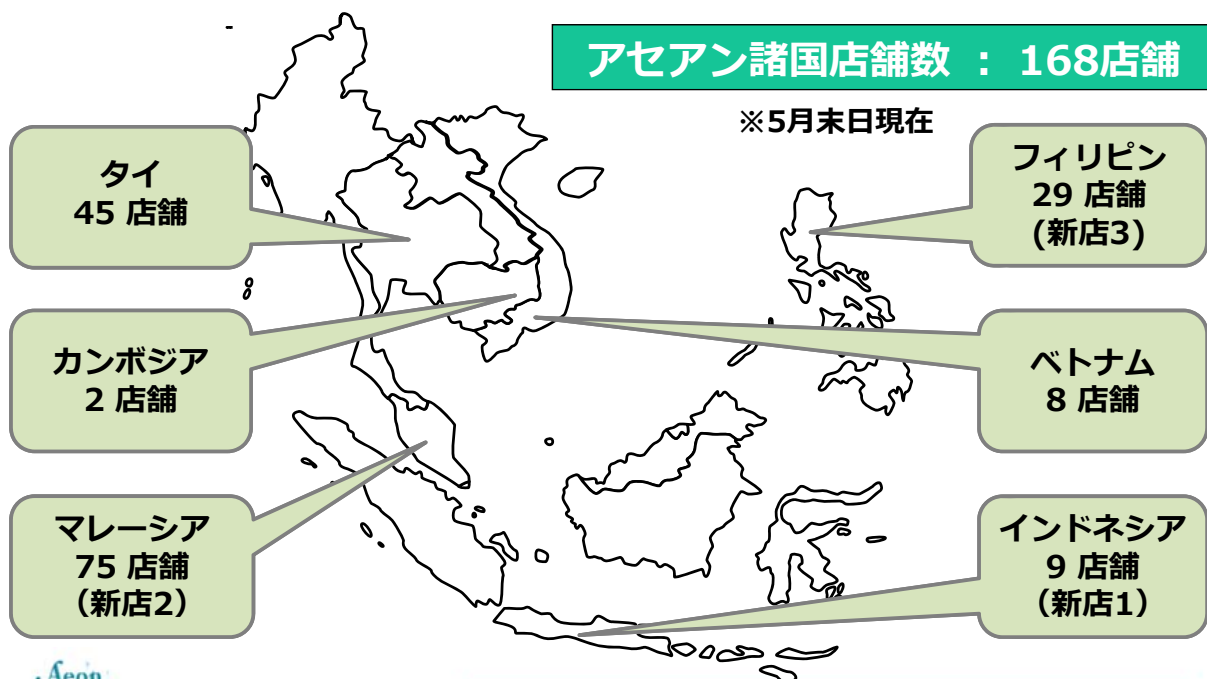 アセアン諸国店舗数 ： 168店舗
※5月末日現在
タイ
45 店舗
フィリピン
29 店舗
(新店3)
カンボジア
2 店舗
ベトナム
8 店舗
マレーシア
75 店舗
（新店2）
インドネシア
9 店舗
（新店1）
Aeon